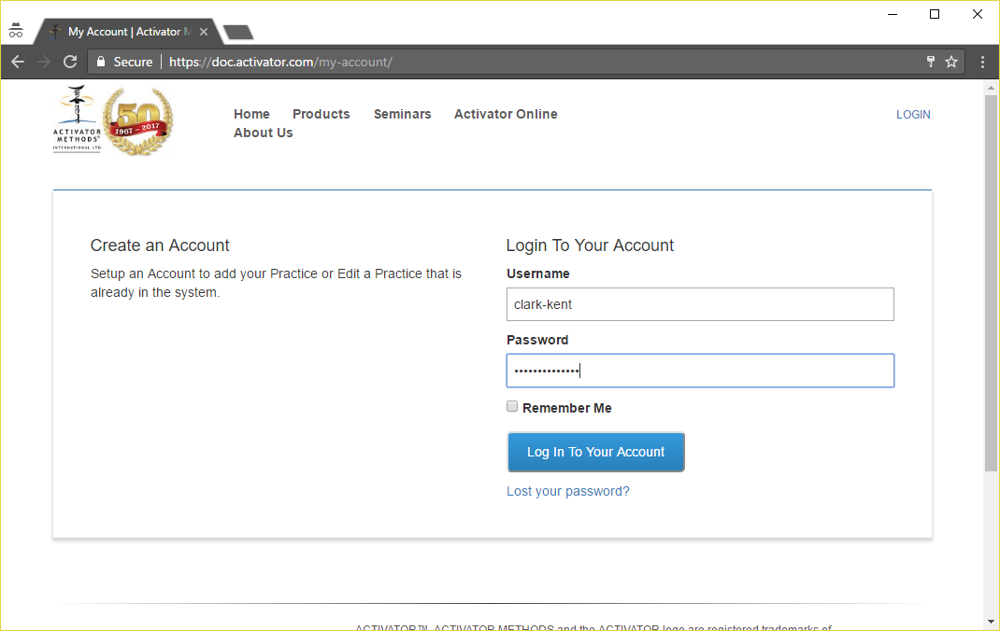 My Account | Activator M
Secure
https://doc.activator.com/my-account/
ACTIVATOR
METHODS®
INTERNATIONAL LTD.
50
1967 – 2017
Home Products Seminars Activator Online
About Us
LOGIN
Create an Account
Setup an Account to add your Practice or Edit a Practice that is
already in the system.
Login To Your Account
Username
clark-kent
Password
••••••••••••••
Remember Me
Log In To Your Account
Lost your password?
ACTIVATOR™, ACTIVATOR METHODS and the ACTIVATOR logo are registered trademarks of